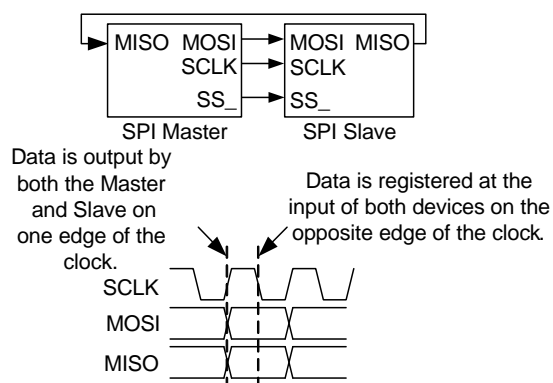 MISO MOSI MOSI MISO
SCLK SCLK
SS_ SS_
SPI Master SPI Slave
Data is output by
both the Master
and Slave on
one edge of the
clock.
Data is registered at the
input of both devices on the
opposite edge of the clock.
SCLK
MOSI
MISO